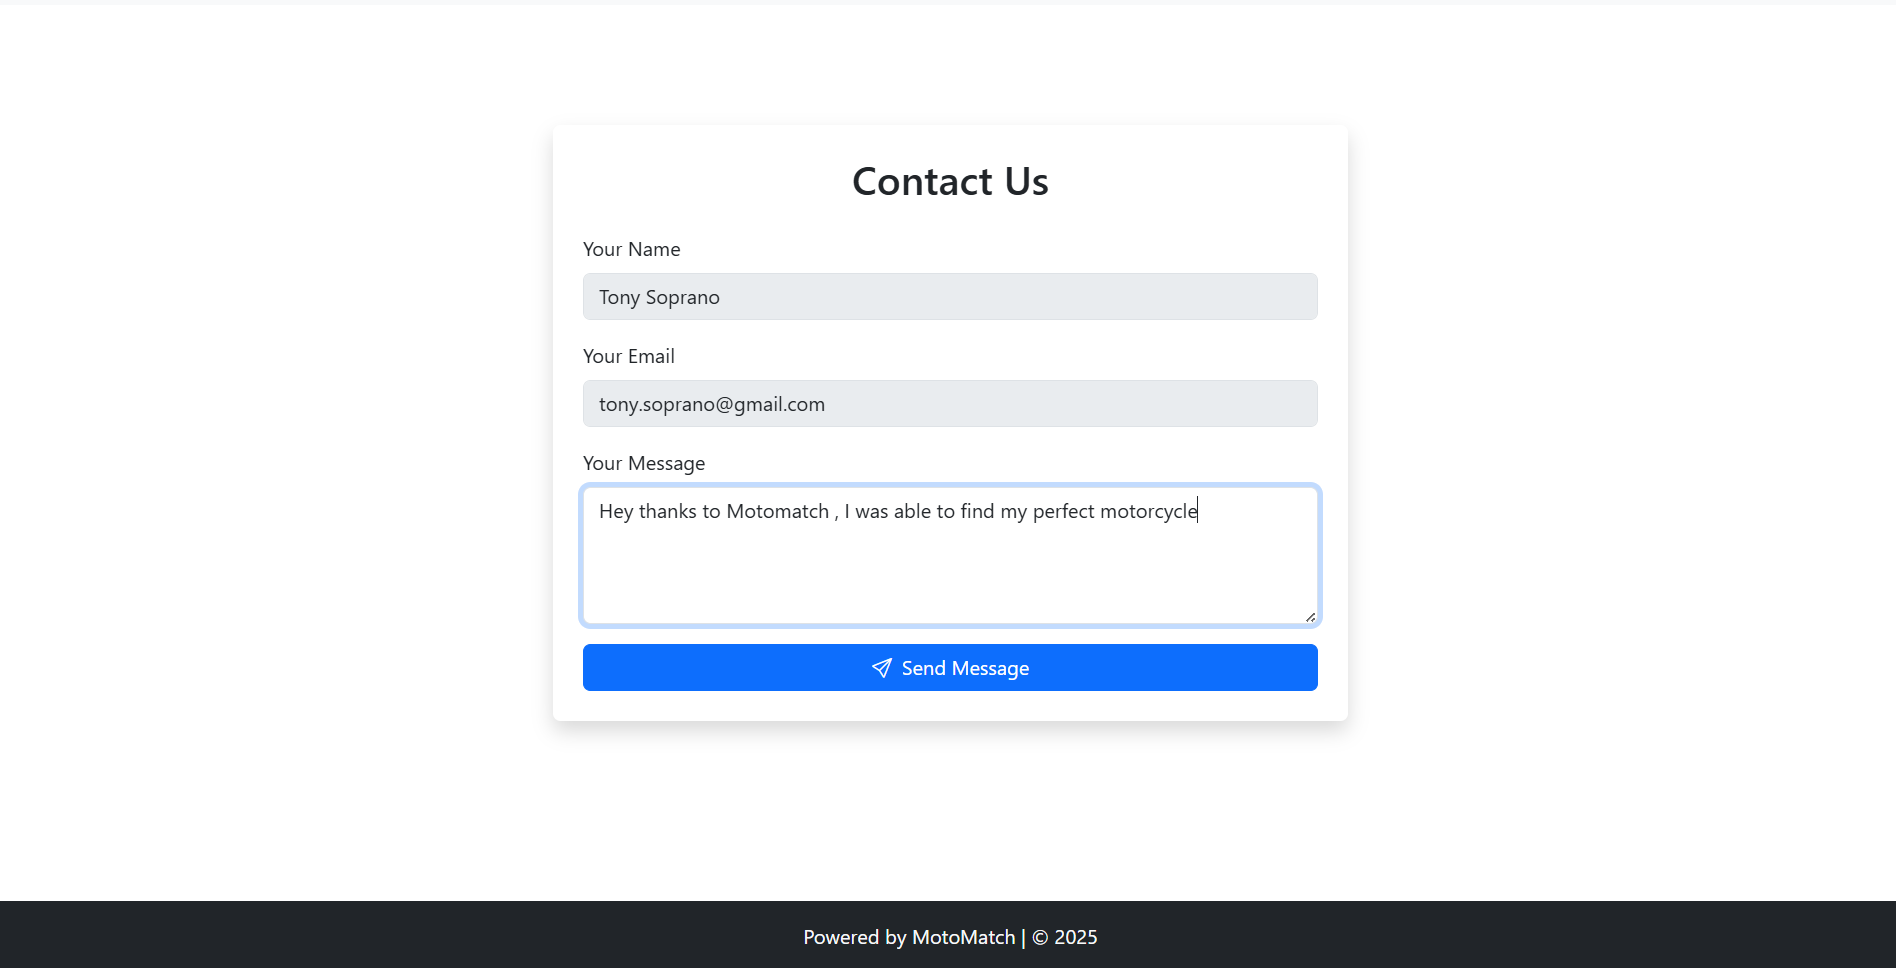 Contact Us
Your Name
Tony Soprano
Your Email
tony.soprano@gmail.com
Your Message
Hey thanks to Motomatch , I was able to find my perfect motorcycle
Send Message
Powered by MotoMatch | © 2025